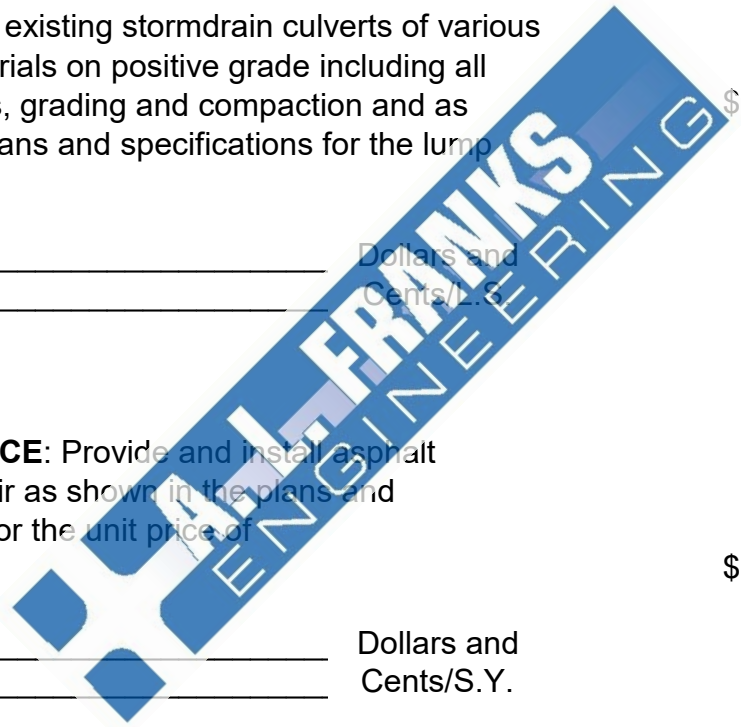 existing stormdrain culverts of various
rials on positive grade including all
s, grading and compaction and as $
ans and specifications for the lump
Dollars and
Cents/L.S.
CE: Provide and install asphalt
ir as shown in the plans and
or the unit price of
$
Dollars and
Cents/S.Y.
A.L. FRANKS
ENGINEERING